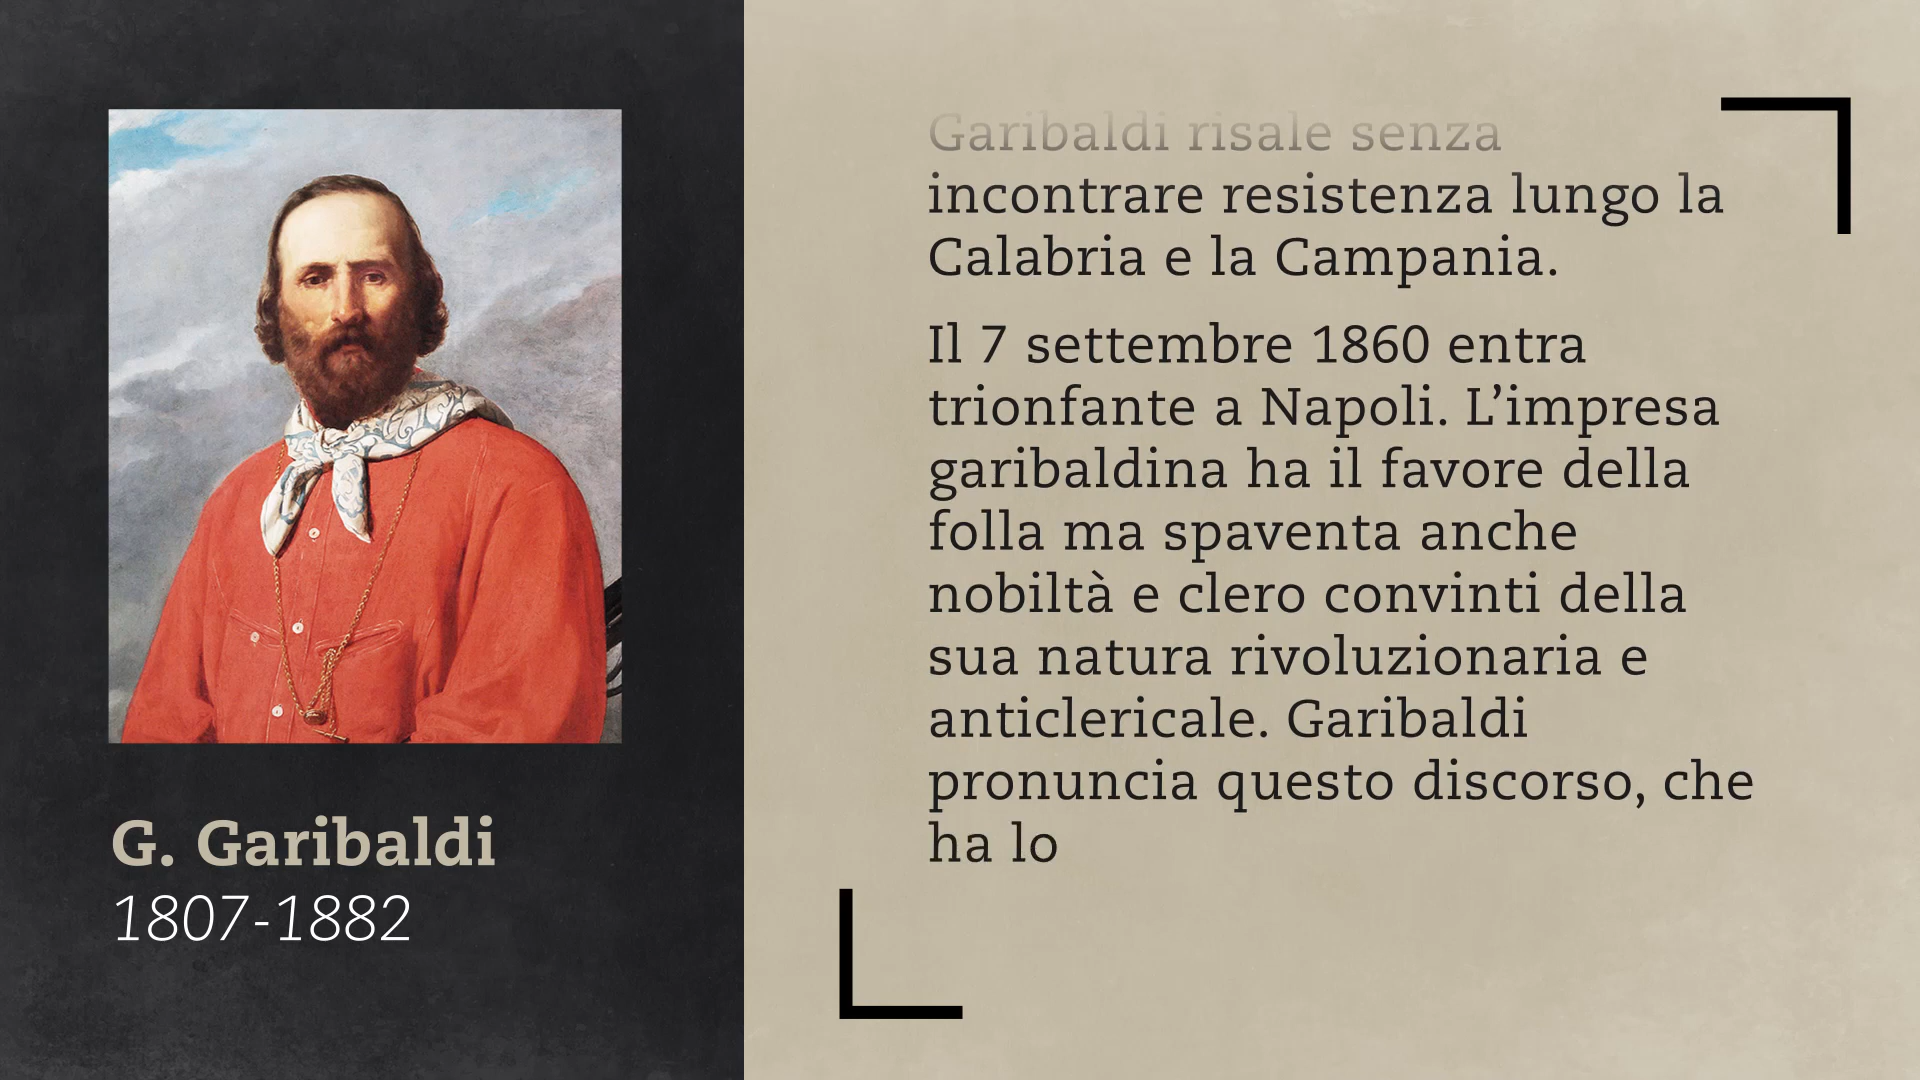 G. Garibaldi
1807-1882
Garibaldi risale senza
incontrare resistenza lungo la
Calabria e la Campania.
Il 7 settembre 1860 entra
trionfante a Napoli. L’impresa
garibaldina ha il favore della
folla ma spaventa anche
nobiltà e clero convinti della
sua natura rivoluzionaria e
anticlericale. Garibaldi
pronuncia questo discorso, che
ha lo